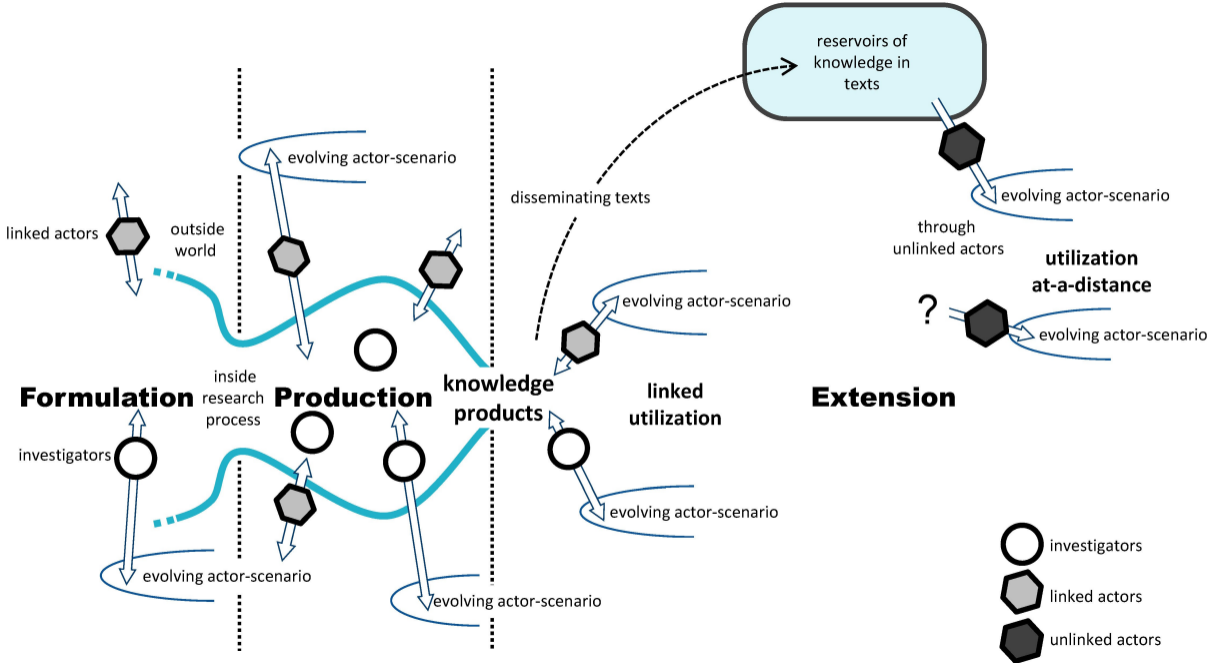 reservoirs of
knowledge in
texts
evolving actor-scenario
disseminating texts
evolving actor-scenario
linked actors
outside
world
through
unlinked actors
utilization
at-a-distance
evolving actor-scenario
?
evolving actor-scenario
Formulation
inside
research
process
Production
knowledge
products
linked
utilization
Extension
investigators
evolving actor-scenario
evolving actor-scenario
evolving actor-scenario
investigators
linked actors
unlinked actors